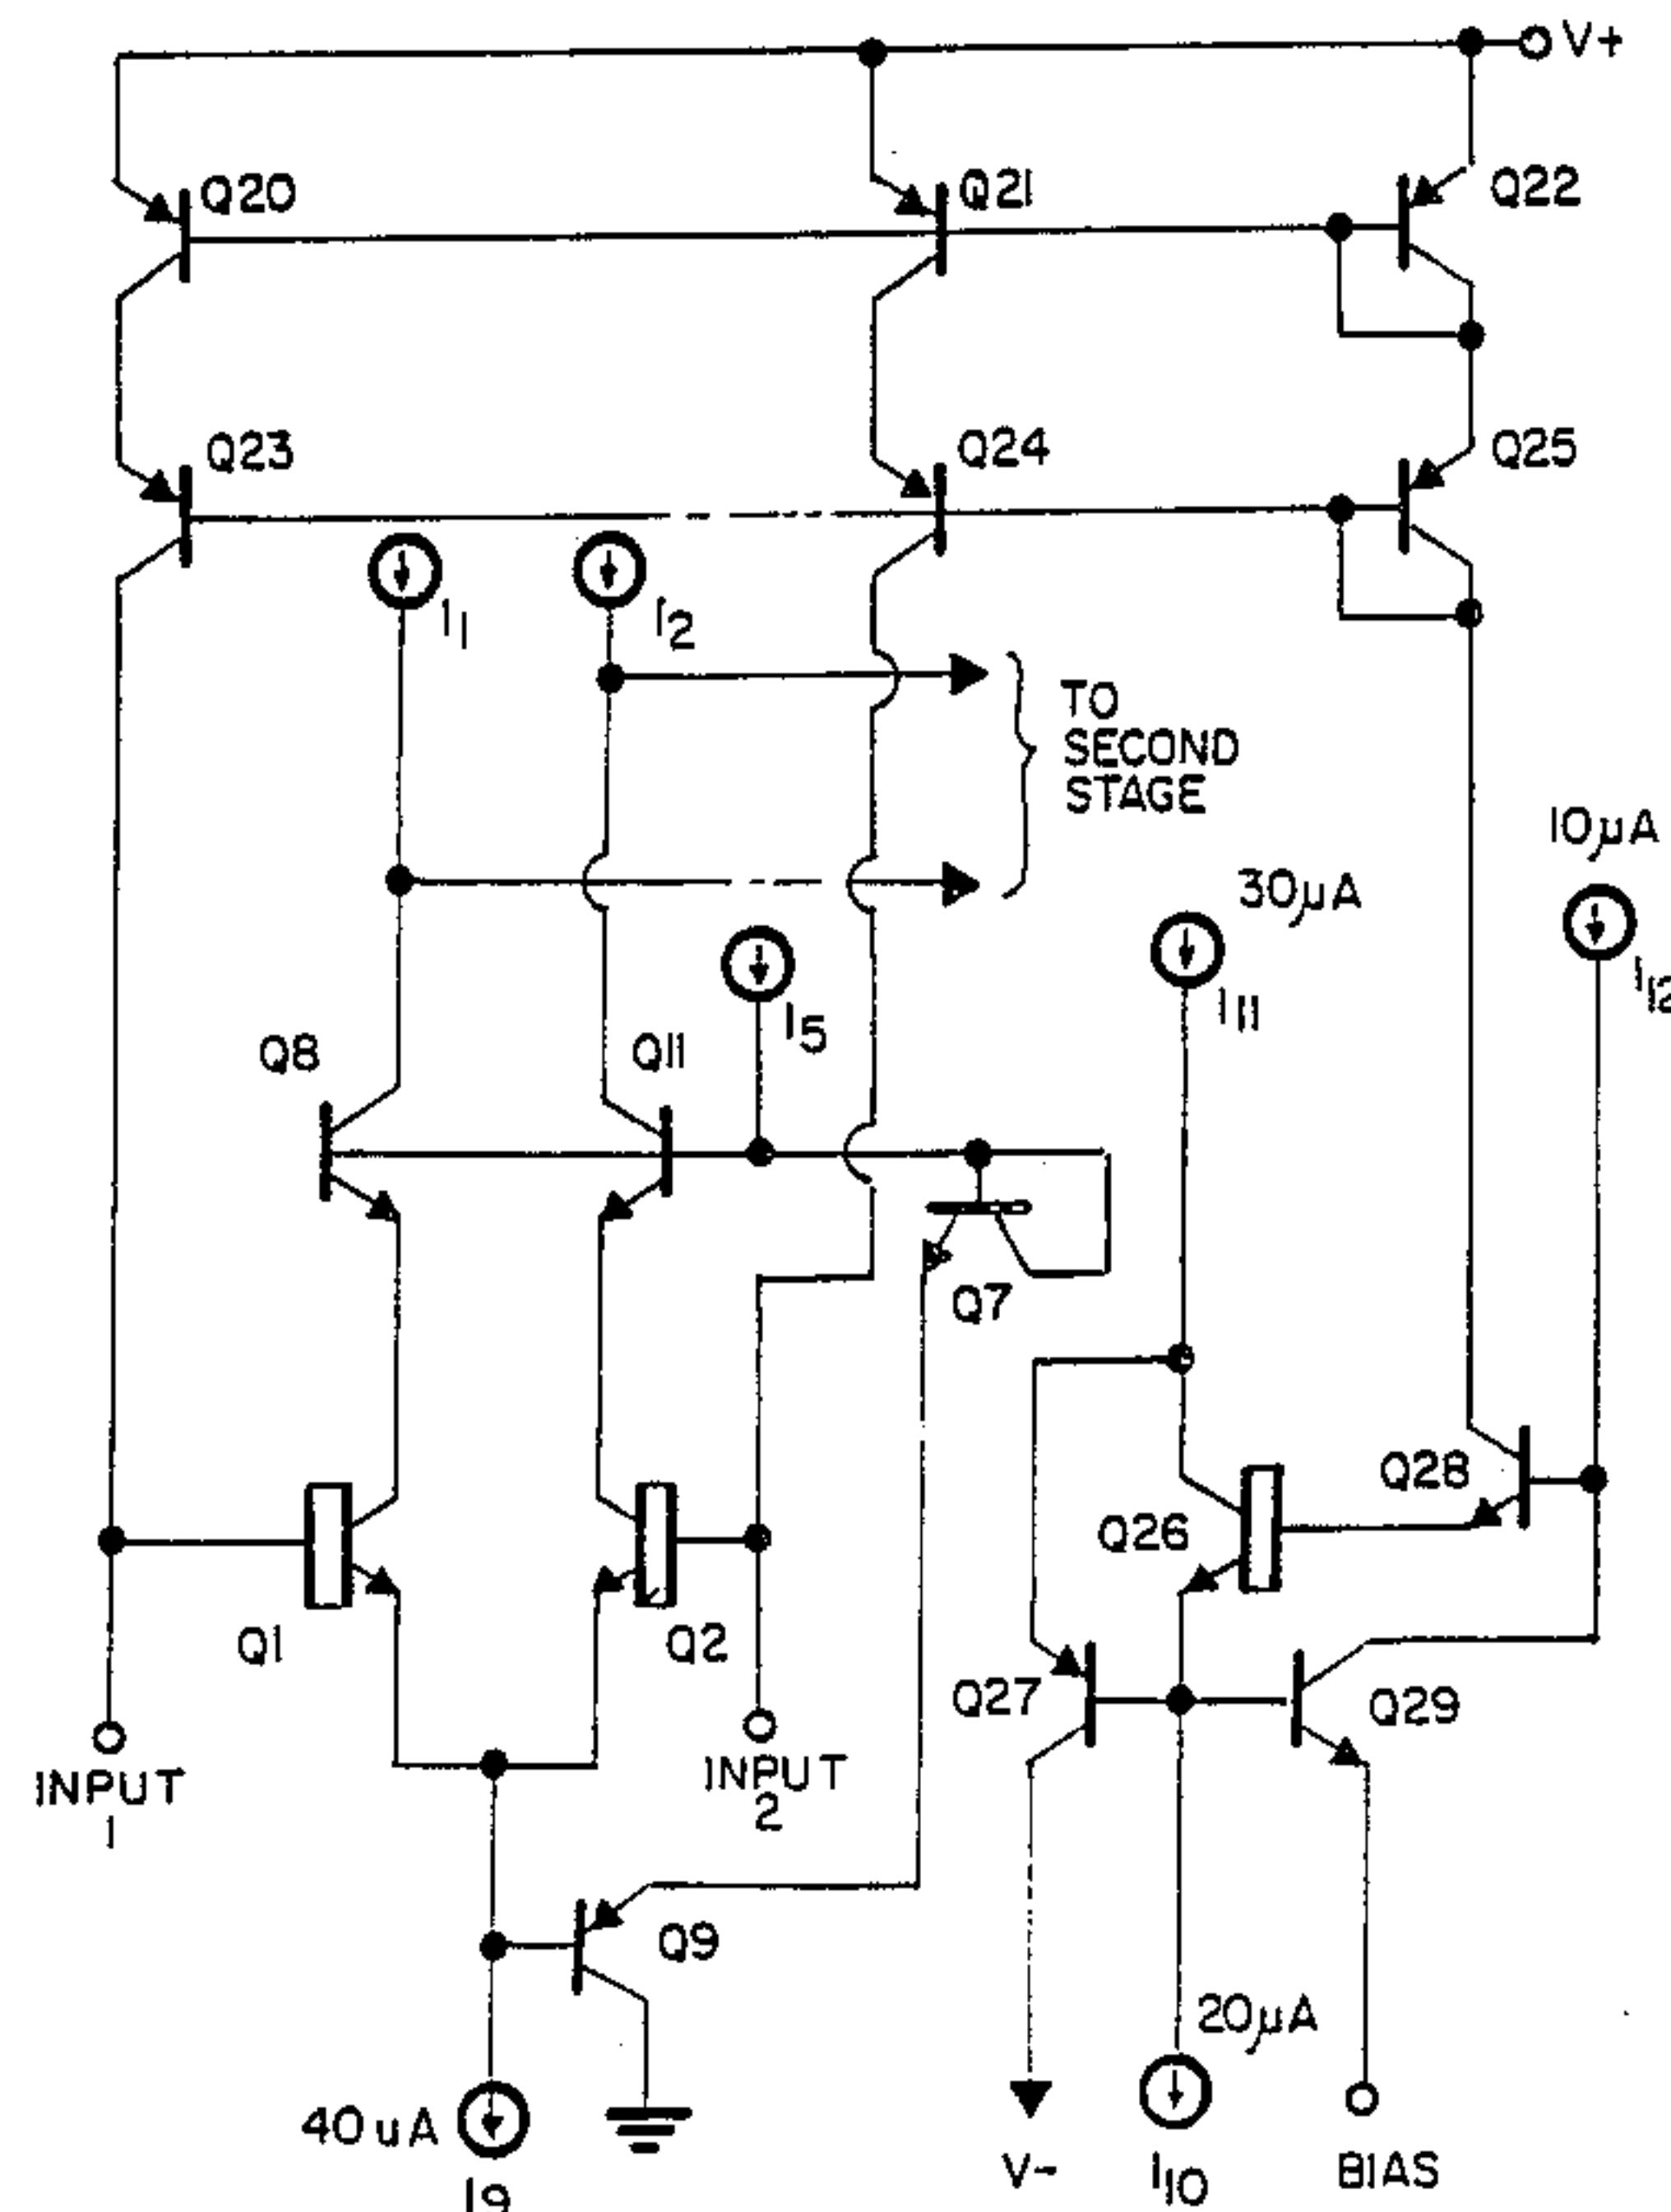 V+
Q20
Q21
Q22
Q23
Q24
Q25
I1
I2
TO
SECOND
STAGE
10µA
30µA
I12
I11
I5
Q8
Q11
Q7
Q28
Q26
Q1
Q2
Q27
Q29
INPUT
1
INPUT
2
Q9
20µA
40uA
I9
V-
I10
BIAS